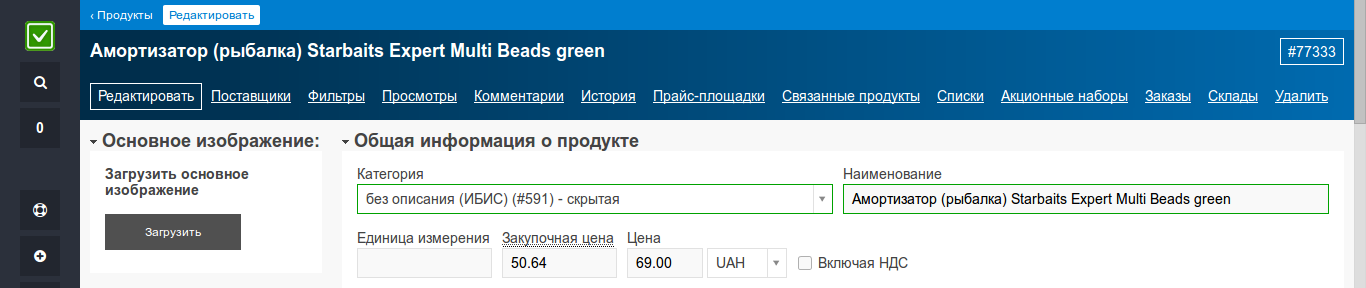 ‹ Продукты Редактировать
Амортизатор (рыбалка) Starbaits Expert Multi Beads green #77333
Редактировать Поставщики Фильтры Просмотры Комментарии История Прайс-площадки Связанные продукты Списки Акционные наборы Заказы Склады Удалить
0
Основное изображение:
Загрузить основное
изображение
Загрузить
Общая информация о продукте
Категория Наименование
без описания (ИБИС) (#591) - скрытая Амортизатор (рыбалка) Starbaits Expert Multi Beads green
Единица измерения Закупочная цена Цена
50.64 69.00 UAH Включая НДС